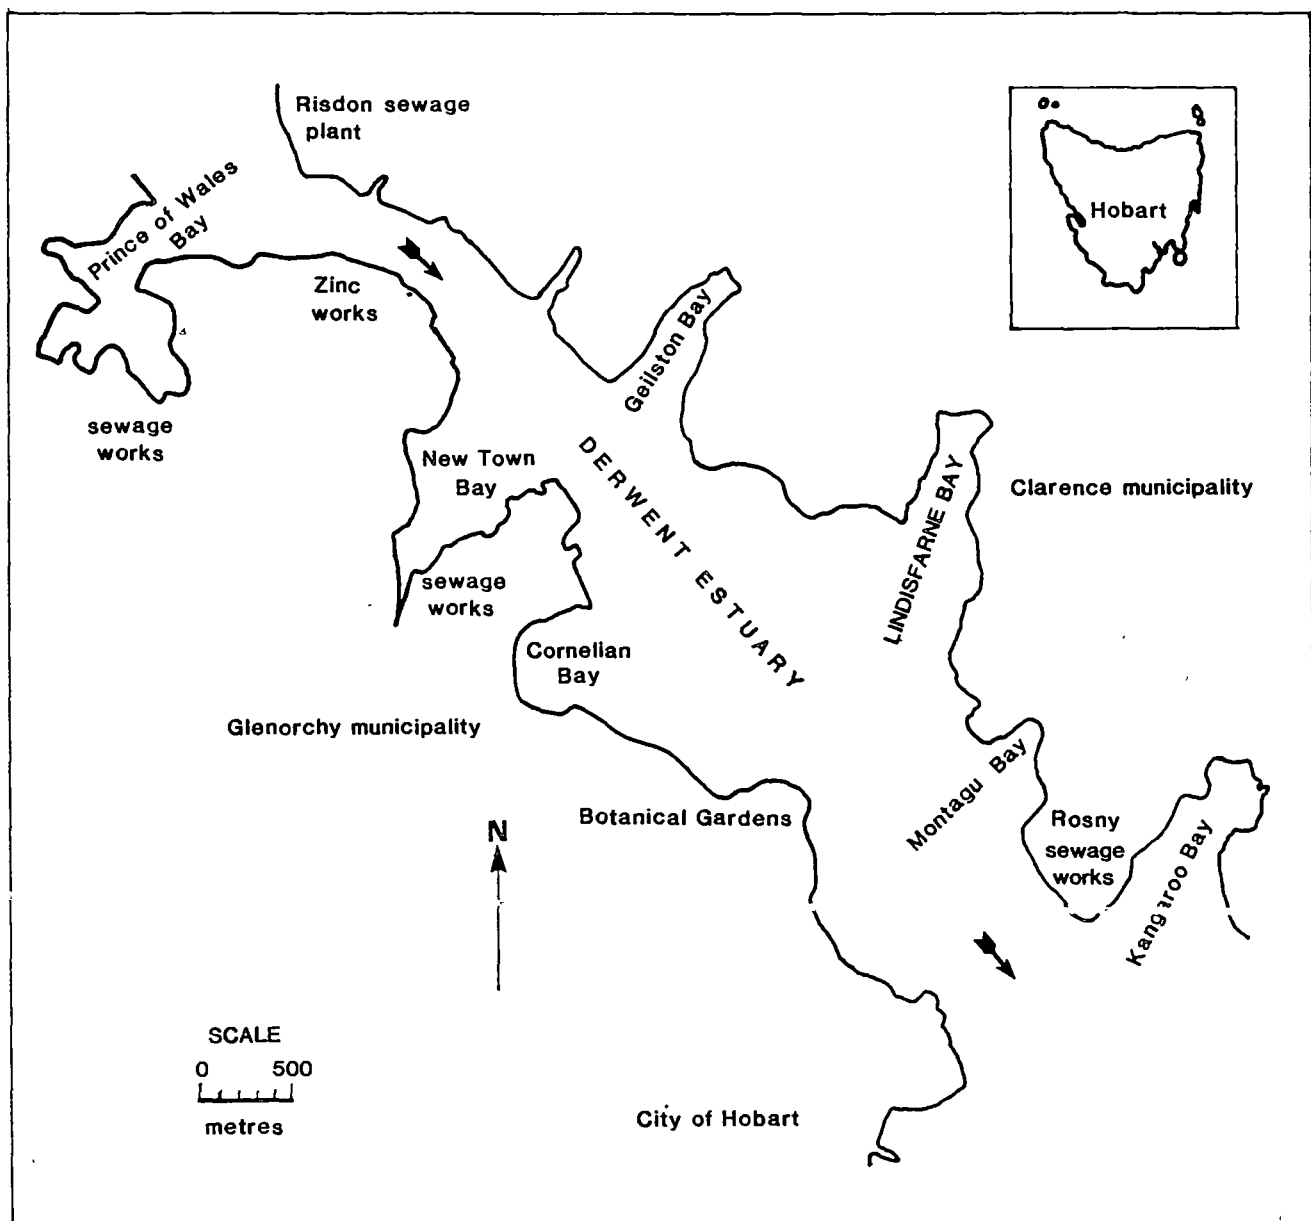 Risdon sewage
plant
Hobart
Prince of Wales
Bay
Zinc
works
Geilston Bay
sewage
works
New Town
Bay
DERWENT ESTUARY
LINDISFARNE BAY
Clarence municipality
sewage
works
Cornelian
Bay
Glenorchy municipality
Montagu Bay
Botanical Gardens
Rosny
sewage
works
Kangaroo Bay
N
SCALE
0 500
metres
City of Hobart